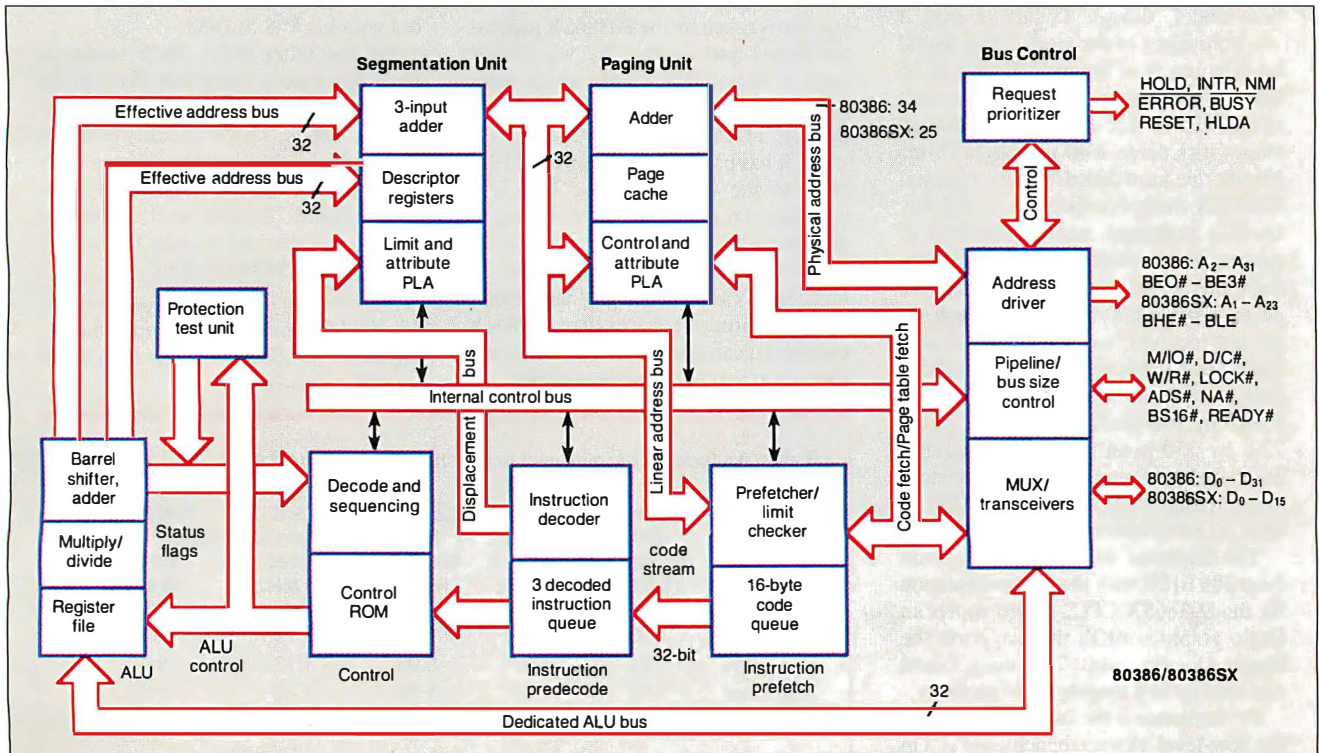 Segmentation Unit
Paging Unit
Bus Control
Effective address bus
32
3-input
adder
Adder
80386: 34
80386SX: 25
Request
prioritizer
HOLD, INTR, NMI
ERROR, BUSY
RESET, HLDA
Effective address bus
32
Descriptor
registers
32
Page
cache
Physical address bus
Control
Limit and
attribute
PLA
Control and
attribute
PLA
Address
driver
80386: A2 – A31
BEO# – BE3#
80386SX: A1 – A23
BHE# – BLE
Protection
test unit
Displacement bus
Internal control bus
Linear address bus
Code fetch/Page table fetch
Pipeline/
bus size
control
M/IO#, D/C#,
W/R#, LOCK#,
ADS#, NA#,
BS16#, READY#
Barrel
shifter,
adder
Multiply/
divide
Register
file
Status
flags
ALU
ALU
control
Decode and
sequencing
Control
ROM
Control
Instruction
decoder
3 decoded
instruction
queue
Instruction
predecode
code
stream
32-bit
Prefetcher/
limit
checker
16-byte
code
queue
Instruction
prefetch
MUX/
transceivers
80386: D0 – D31
80386SX: D0 – D15
80386/80386SX
32
Dedicated ALU bus